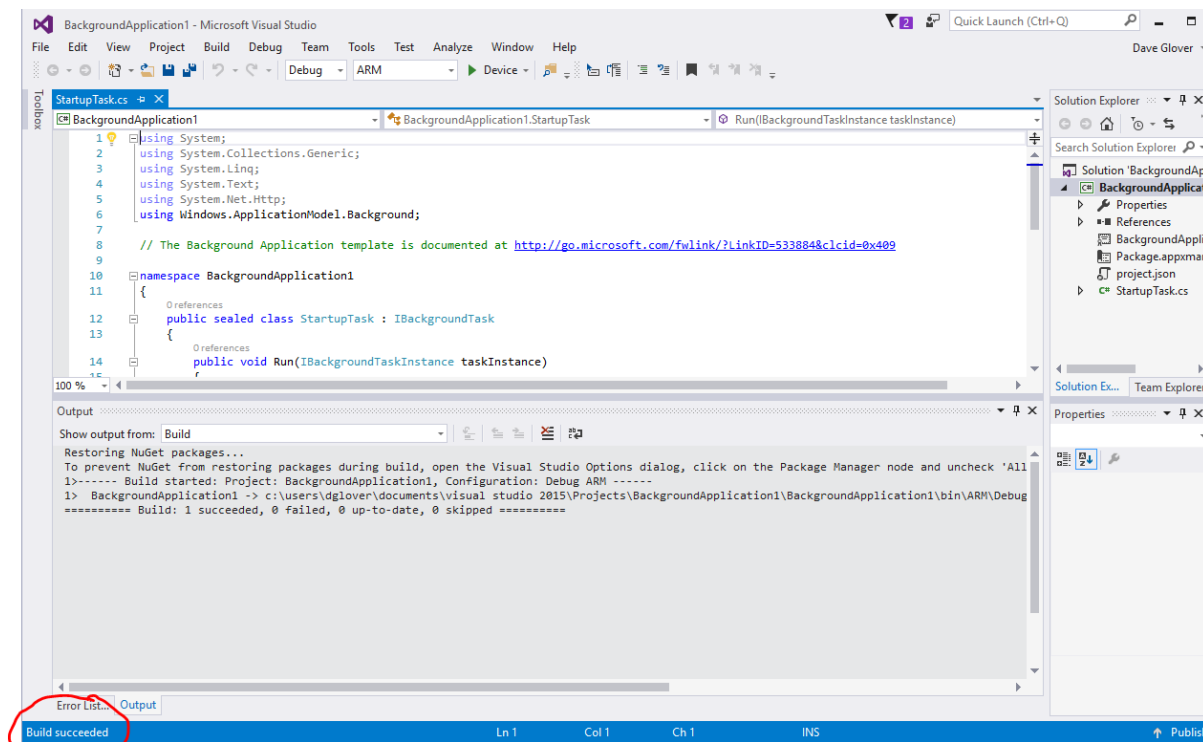 BackgroundApplication1 - Microsoft Visual Studio
2
Quick Launch (Ctrl+Q)
File Edit View Project Build Debug Team Tools Test Analyze Window Help
Dave Glover
Debug ARM Device
Toolbox
StartupTask.cs
BackgroundApplication1
BackgroundApplication1.StartupTask
Run(IBackgroundTaskInstance taskInstance)
1 using System;
2 using System.Collections.Generic;
3 using System.Linq;
4 using System.Text;
5 using System.Net.Http;
6 using Windows.ApplicationModel.Background;
7
8 // The Background Application template is documented at http://go.microsoft.com/fwlink/?LinkID=533884&clcid=0x409
9
10 namespace BackgroundApplication1
11 {
0 references
12 public sealed class StartupTask : IBackgroundTask
13 {
0 references
14 public void Run(IBackgroundTaskInstance taskInstance)
15 {
100 %
Solution Explorer
Search Solution Explorer
Solution 'BackgroundAp
BackgroundApplicat
Properties
References
BackgroundAppli
Package.appxma
project.json
C# StartupTask.cs
Solution Ex... Team Explorer
Properties
Output
Show output from: Build
Restoring NuGet packages...
To prevent NuGet from restoring packages during build, open the Visual Studio Options dialog, click on the Package Manager node and uncheck 'All
1>------ Build started: Project: BackgroundApplication1, Configuration: Debug ARM ------
1> BackgroundApplication1 -> c:\users\dglover\documents\visual studio 2015\Projects\BackgroundApplication1\BackgroundApplication1\bin\ARM\Debug
========== Build: 1 succeeded, 0 failed, 0 up-to-date, 0 skipped ==========
Error List... Output
Build succeeded Ln 1 Col 1 Ch 1 INS Publis